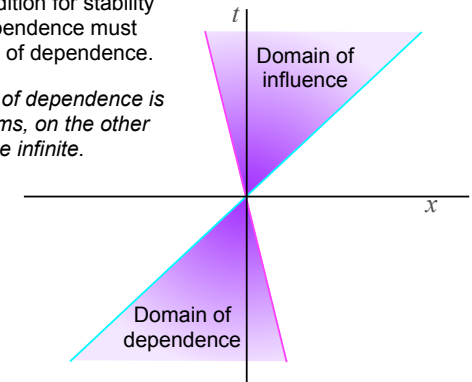 dition for stability
pendence must
of dependence.
of dependence is
ms, on the other
e infinite.
t
Domain of
influence
x
Domain of
dependence